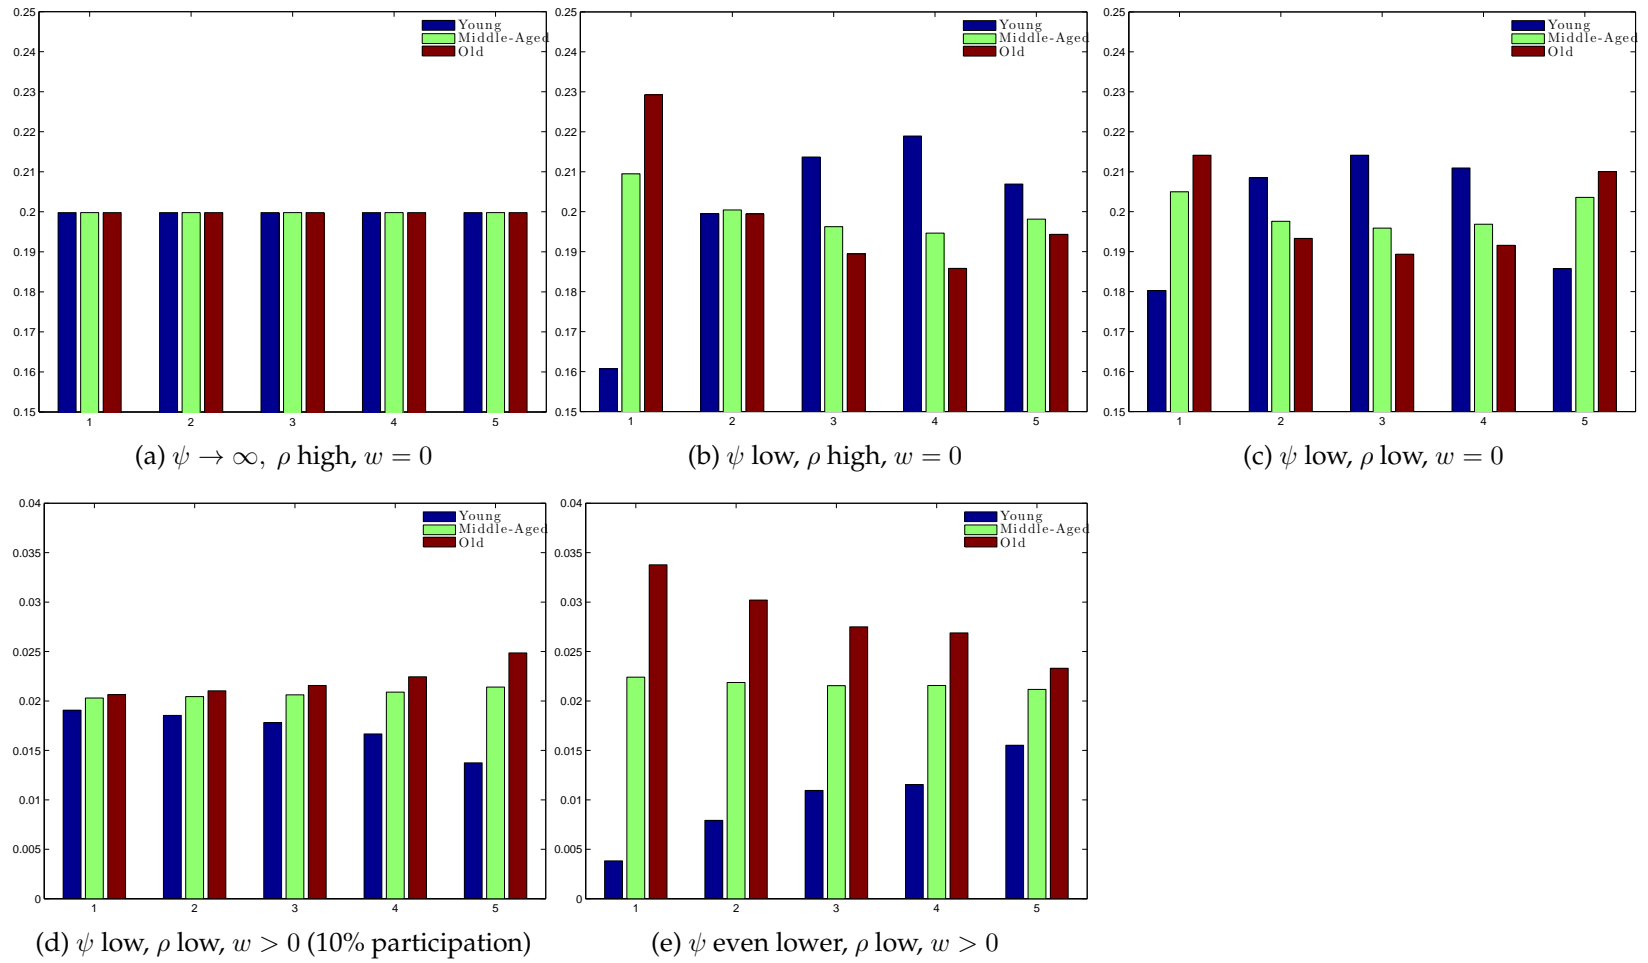 0.25
0.24
0.23
0.22
0.21
0.2
0.19
0.18
0.17
0.16
0.15
1 2 3 4 5
Young
Middle-Aged
Old
(a) ψ → ∞, ρ high, w = 0
0.25
0.24
0.23
0.22
0.21
0.2
0.19
0.18
0.17
0.16
0.15
1 2 3 4 5
Young
Middle-Aged
Old
(b) ψ low, ρ high, w = 0
0.25
0.24
0.23
0.22
0.21
0.2
0.19
0.18
0.17
0.16
0.15
1 2 3 4 5
Young
Middle-Aged
Old
(c) ψ low, ρ low, w = 0
0.04
0.035
0.03
0.025
0.02
0.015
0.01
0.005
0
1 2 3 4 5
Young
Middle-Aged
Old
(d) ψ low, ρ low, w > 0 (10% participation)
0.04
0.035
0.03
0.025
0.02
0.015
0.01
0.005
0
1 2 3 4 5
Young
Middle-Aged
Old
(e) ψ even lower, ρ low, w > 0